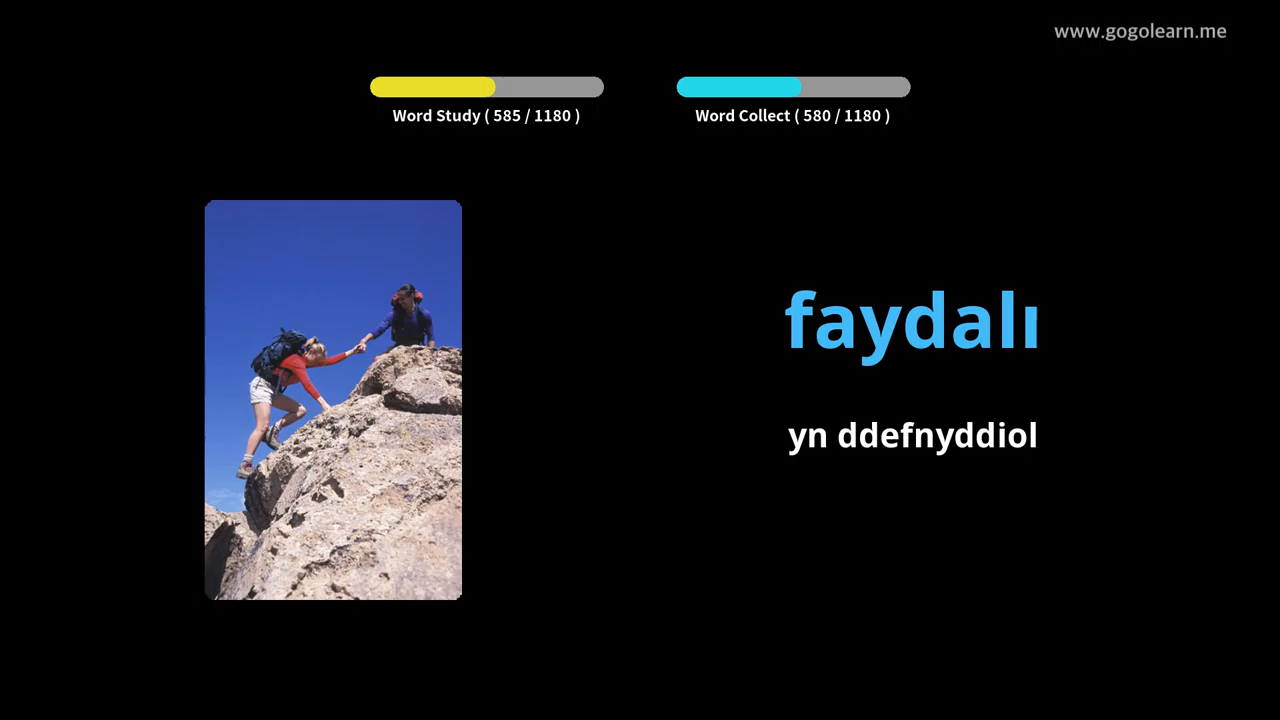 www.gogolearn.me
Word Study ( 585 / 1180 )
Word Collect ( 580 / 1180 )
faydalı
yn ddefnyddiol